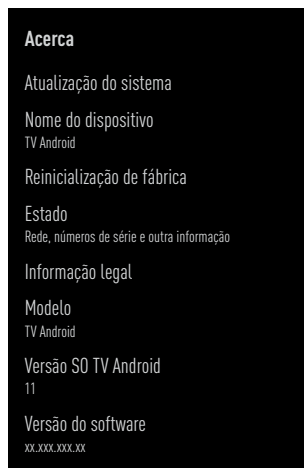 Acerca
Atualização do sistema
Nome do dispositivo
TV Android
Reinicialização de fábrica
Estado
Rede, números de série e outra informação
Informação legal
Modelo
TV Android
Versão SO TV Android
11
Versão do software
xx.xxx.xxx.xx